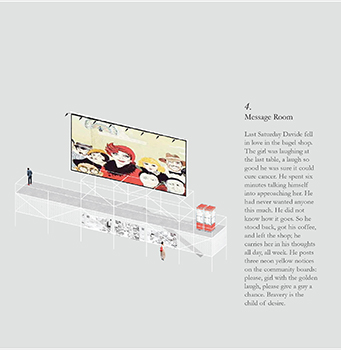 4.
Message Room
Last Saturday Davide fell
in love in the bagel shop.
The girl was laughing at
the last table, a laugh so
good he was sure it could
cure cancer. He spent six
minutes talking himself
into approaching her. He
had never wanted anyone
this much. He did not
know how it goes. So he
stood back, got his coffee,
and left the shop; he
carries her in his thoughts
all day, all week. He posts
three neon yellow notices
on the community boards:
please, girl with the golden
laugh, please give a guy a
chance. Bravery is the
child of desire.